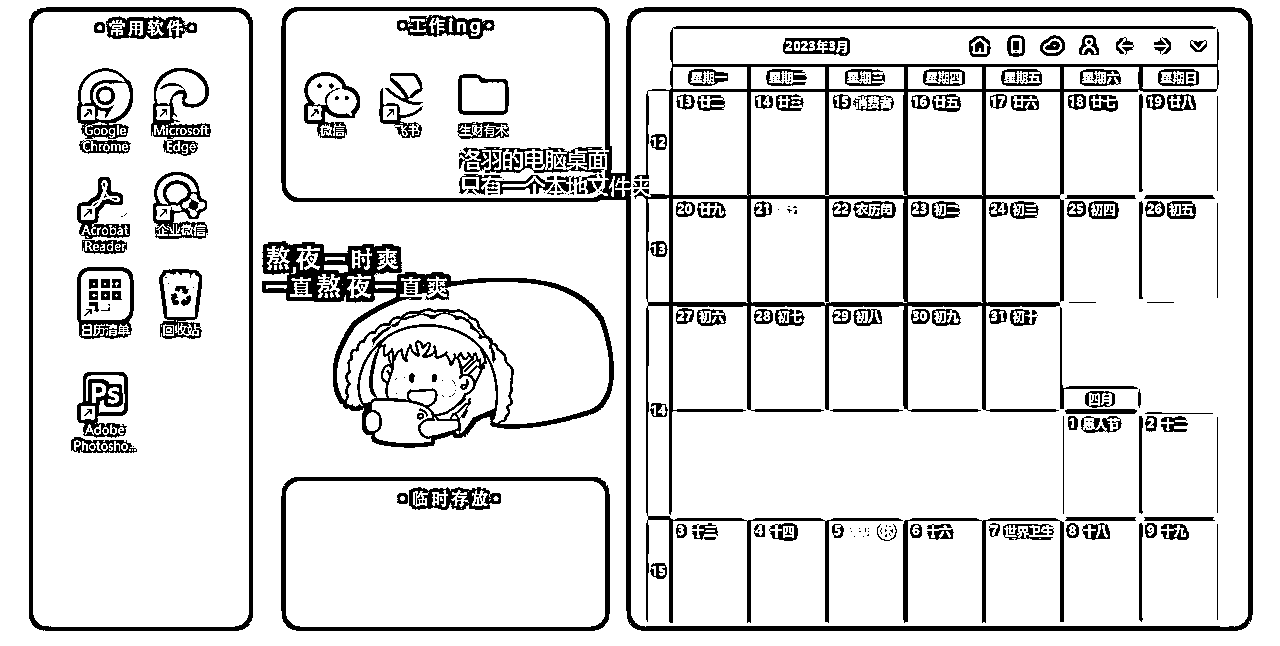 •常用软件•
Google Chrome
Microsoft Edge
Acrobat Reader
企业微信
日历清单
回收站
Ps
Adobe Photosho...
•工作ing•
微信
飞书
生财有术
洛羽的电脑桌面
只有一个本地文件夹
熬夜一时爽
一直熬夜一直爽
•临时存放•
2023年3月
星期一 星期二 星期三 星期四 星期五 星期六 星期日
12
13 廿二 14 廿三 15 消费者 16 廿五 17 廿六 18 廿七 19 廿八
13
20 廿九 21 22 农历闰 23 初二 24 初三 25 初四 26 初五
27 初六 28 初七 29 初八 30 初九 31 初十
14
四月
1 愚人节 2 十二
15
3 十三 4 十四 5 休 6 十六 7 世界卫生 8 十八 9 十九